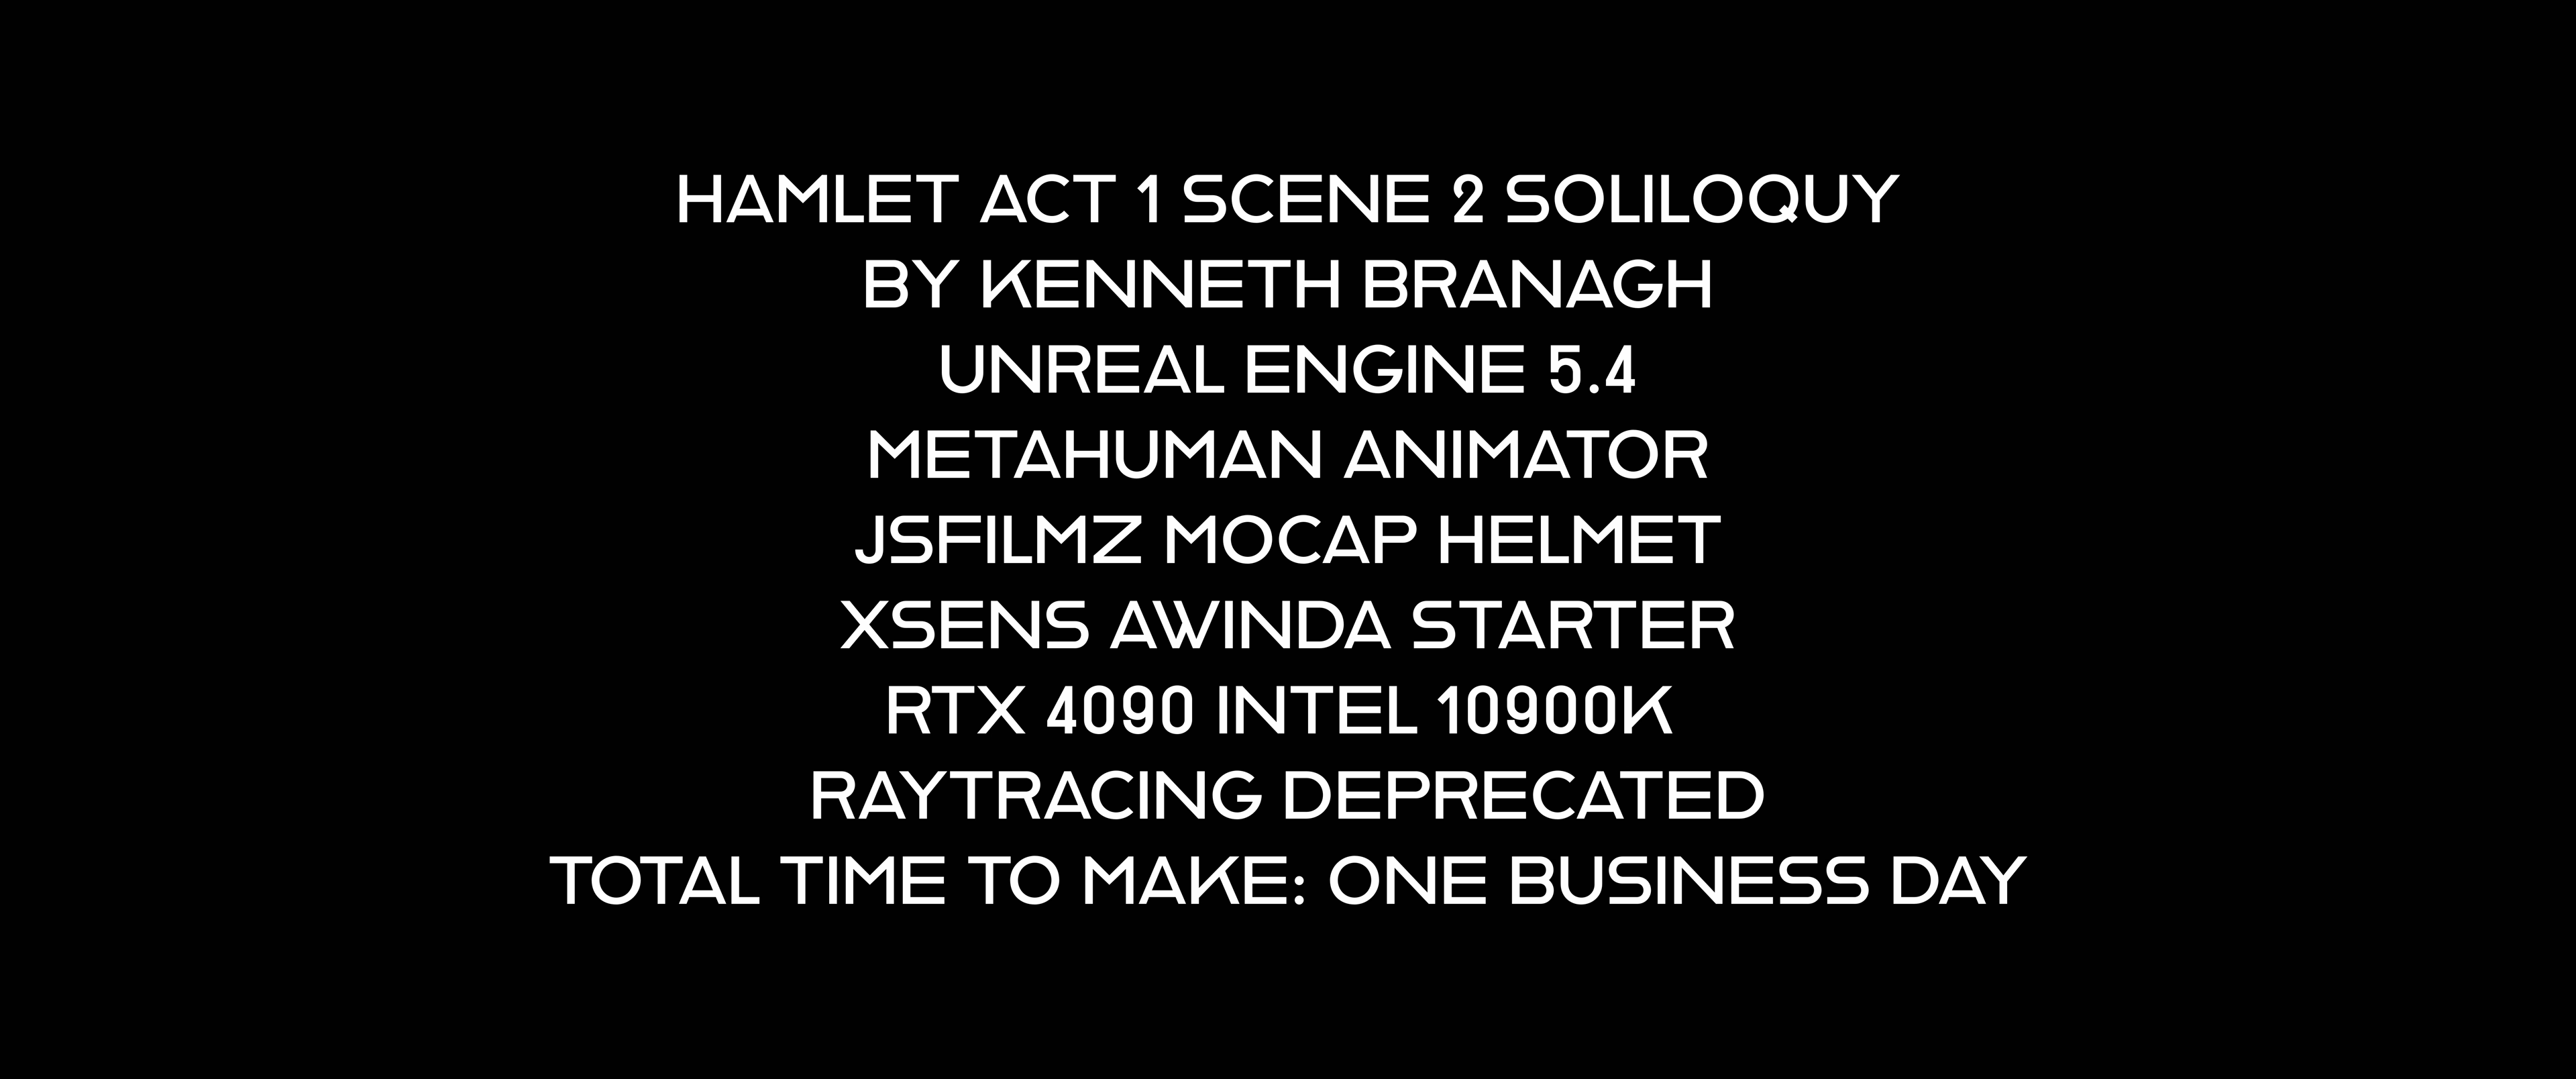 HAMLET ACT 1 SCENE 2 SOLILOQUY
BY KENNETH BRANAGH
UNREAL ENGINE 5.4
METAHUMAN ANIMATOR
JSFILMZ MOCAP HELMET
XSENS AWINDA STARTER
RTX 4090 INTEL 10900K
RAYTRACING DEPRECATED
TOTAL TIME TO MAKE: ONE BUSINESS DAY